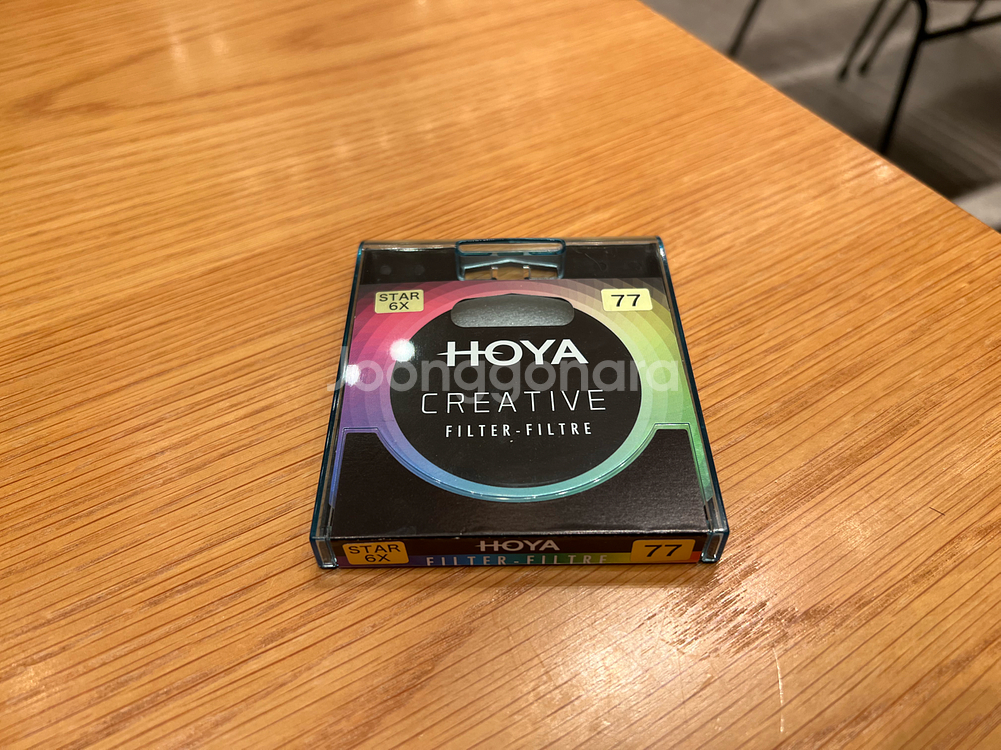 STAR
6X
77
HOYA
Joonggonara
CREATIVE
FILTER-FILTRE
STAR
6X
HOYA
FILTER-FILTRE
77